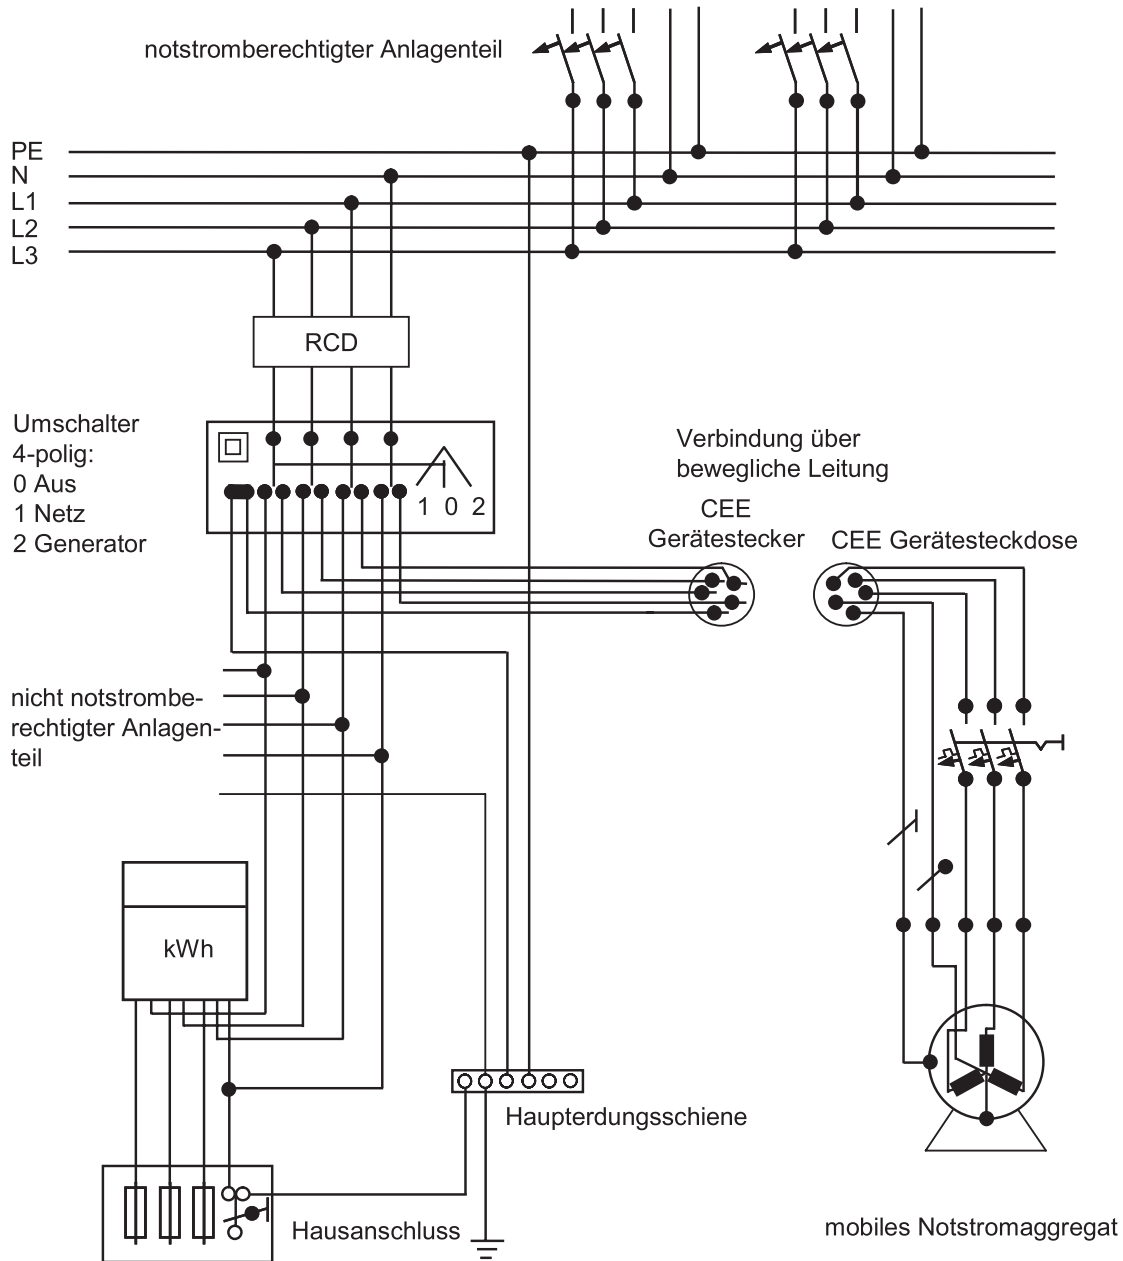 notstromberechtigter Anlagenteil
PE
N
L1
L2
L3
RCD
Umschalter
4-polig:
0 Aus
1 Netz
2 Generator
1 0 2
Verbindung über
bewegliche Leitung
CEE
Gerätestecker
CEE Gerätesteckdose
nicht notstrombe-
rechtigter Anlagen-
teil
kWh
Haupterdungsschiene
Hausanschluss
mobiles Notstromaggregat